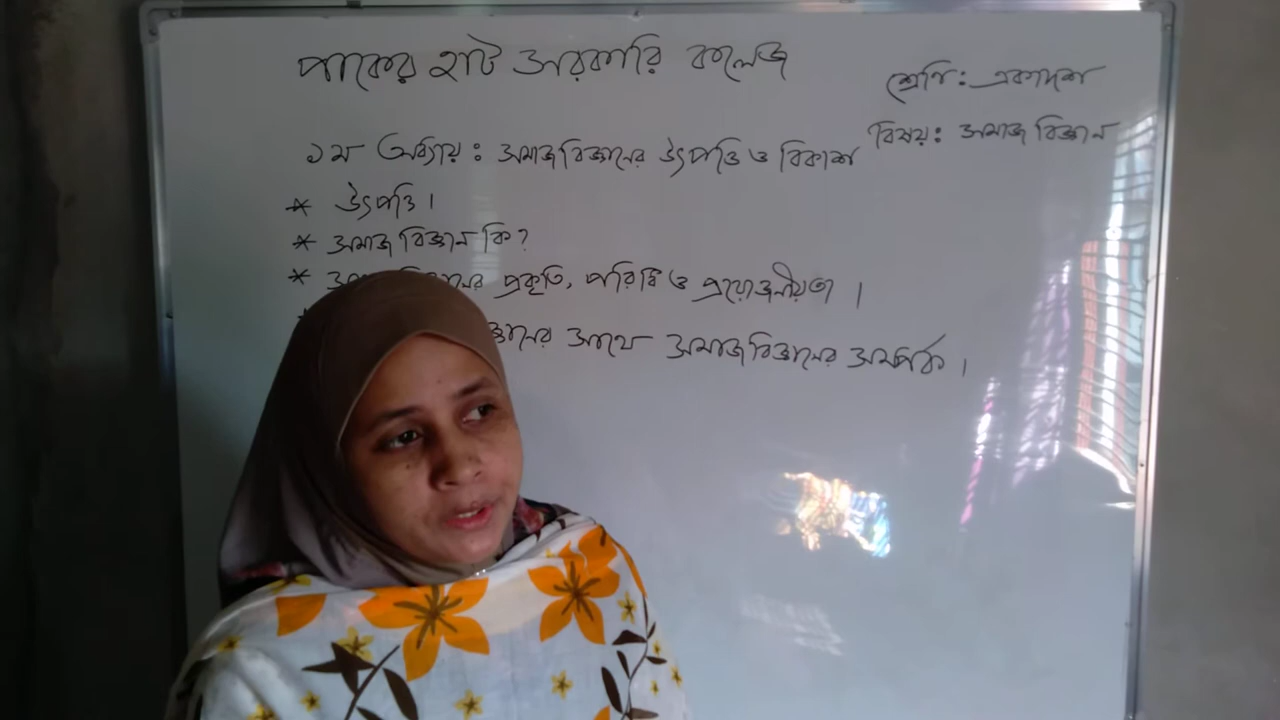 পাকের হাট সরকারি কলেজ
শ্রেণি: একাদশ
বিষয়: সমাজ বিজ্ঞান
১ম অধ্যায়: সমাজবিজ্ঞানের উৎপত্তি ও বিকাশ
* উৎপত্তি।
* সমাজ বিজ্ঞান কি?
* প্রকৃতি, পরিধি ও প্রয়োজনীয়তা।
সাথে সমাজবিজ্ঞানের সম্পর্ক।